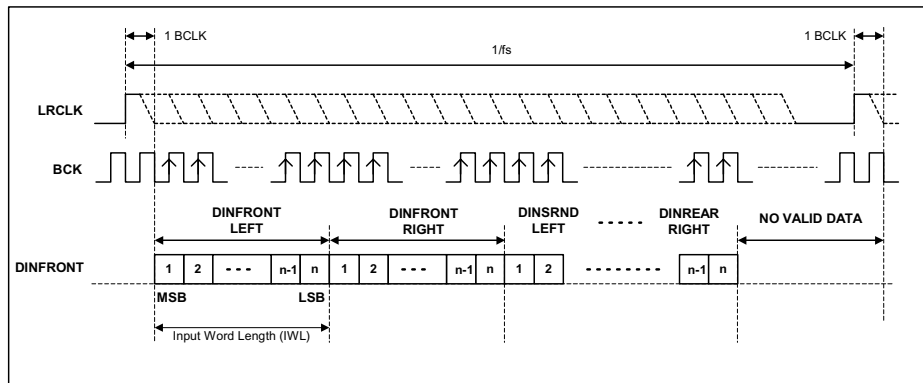 1 BCLK
1 BCLK
1/fs
LRCLK
BCK
DINFRONT
LEFT
DINFRONT
RIGHT
DINSRND
LEFT
DINREAR
RIGHT
NO VALID DATA
DINFRONT
1 2 n-1 n 1 2 n-1 n 1 2 n-1 n
MSB LSB
Input Word Length (IWL)